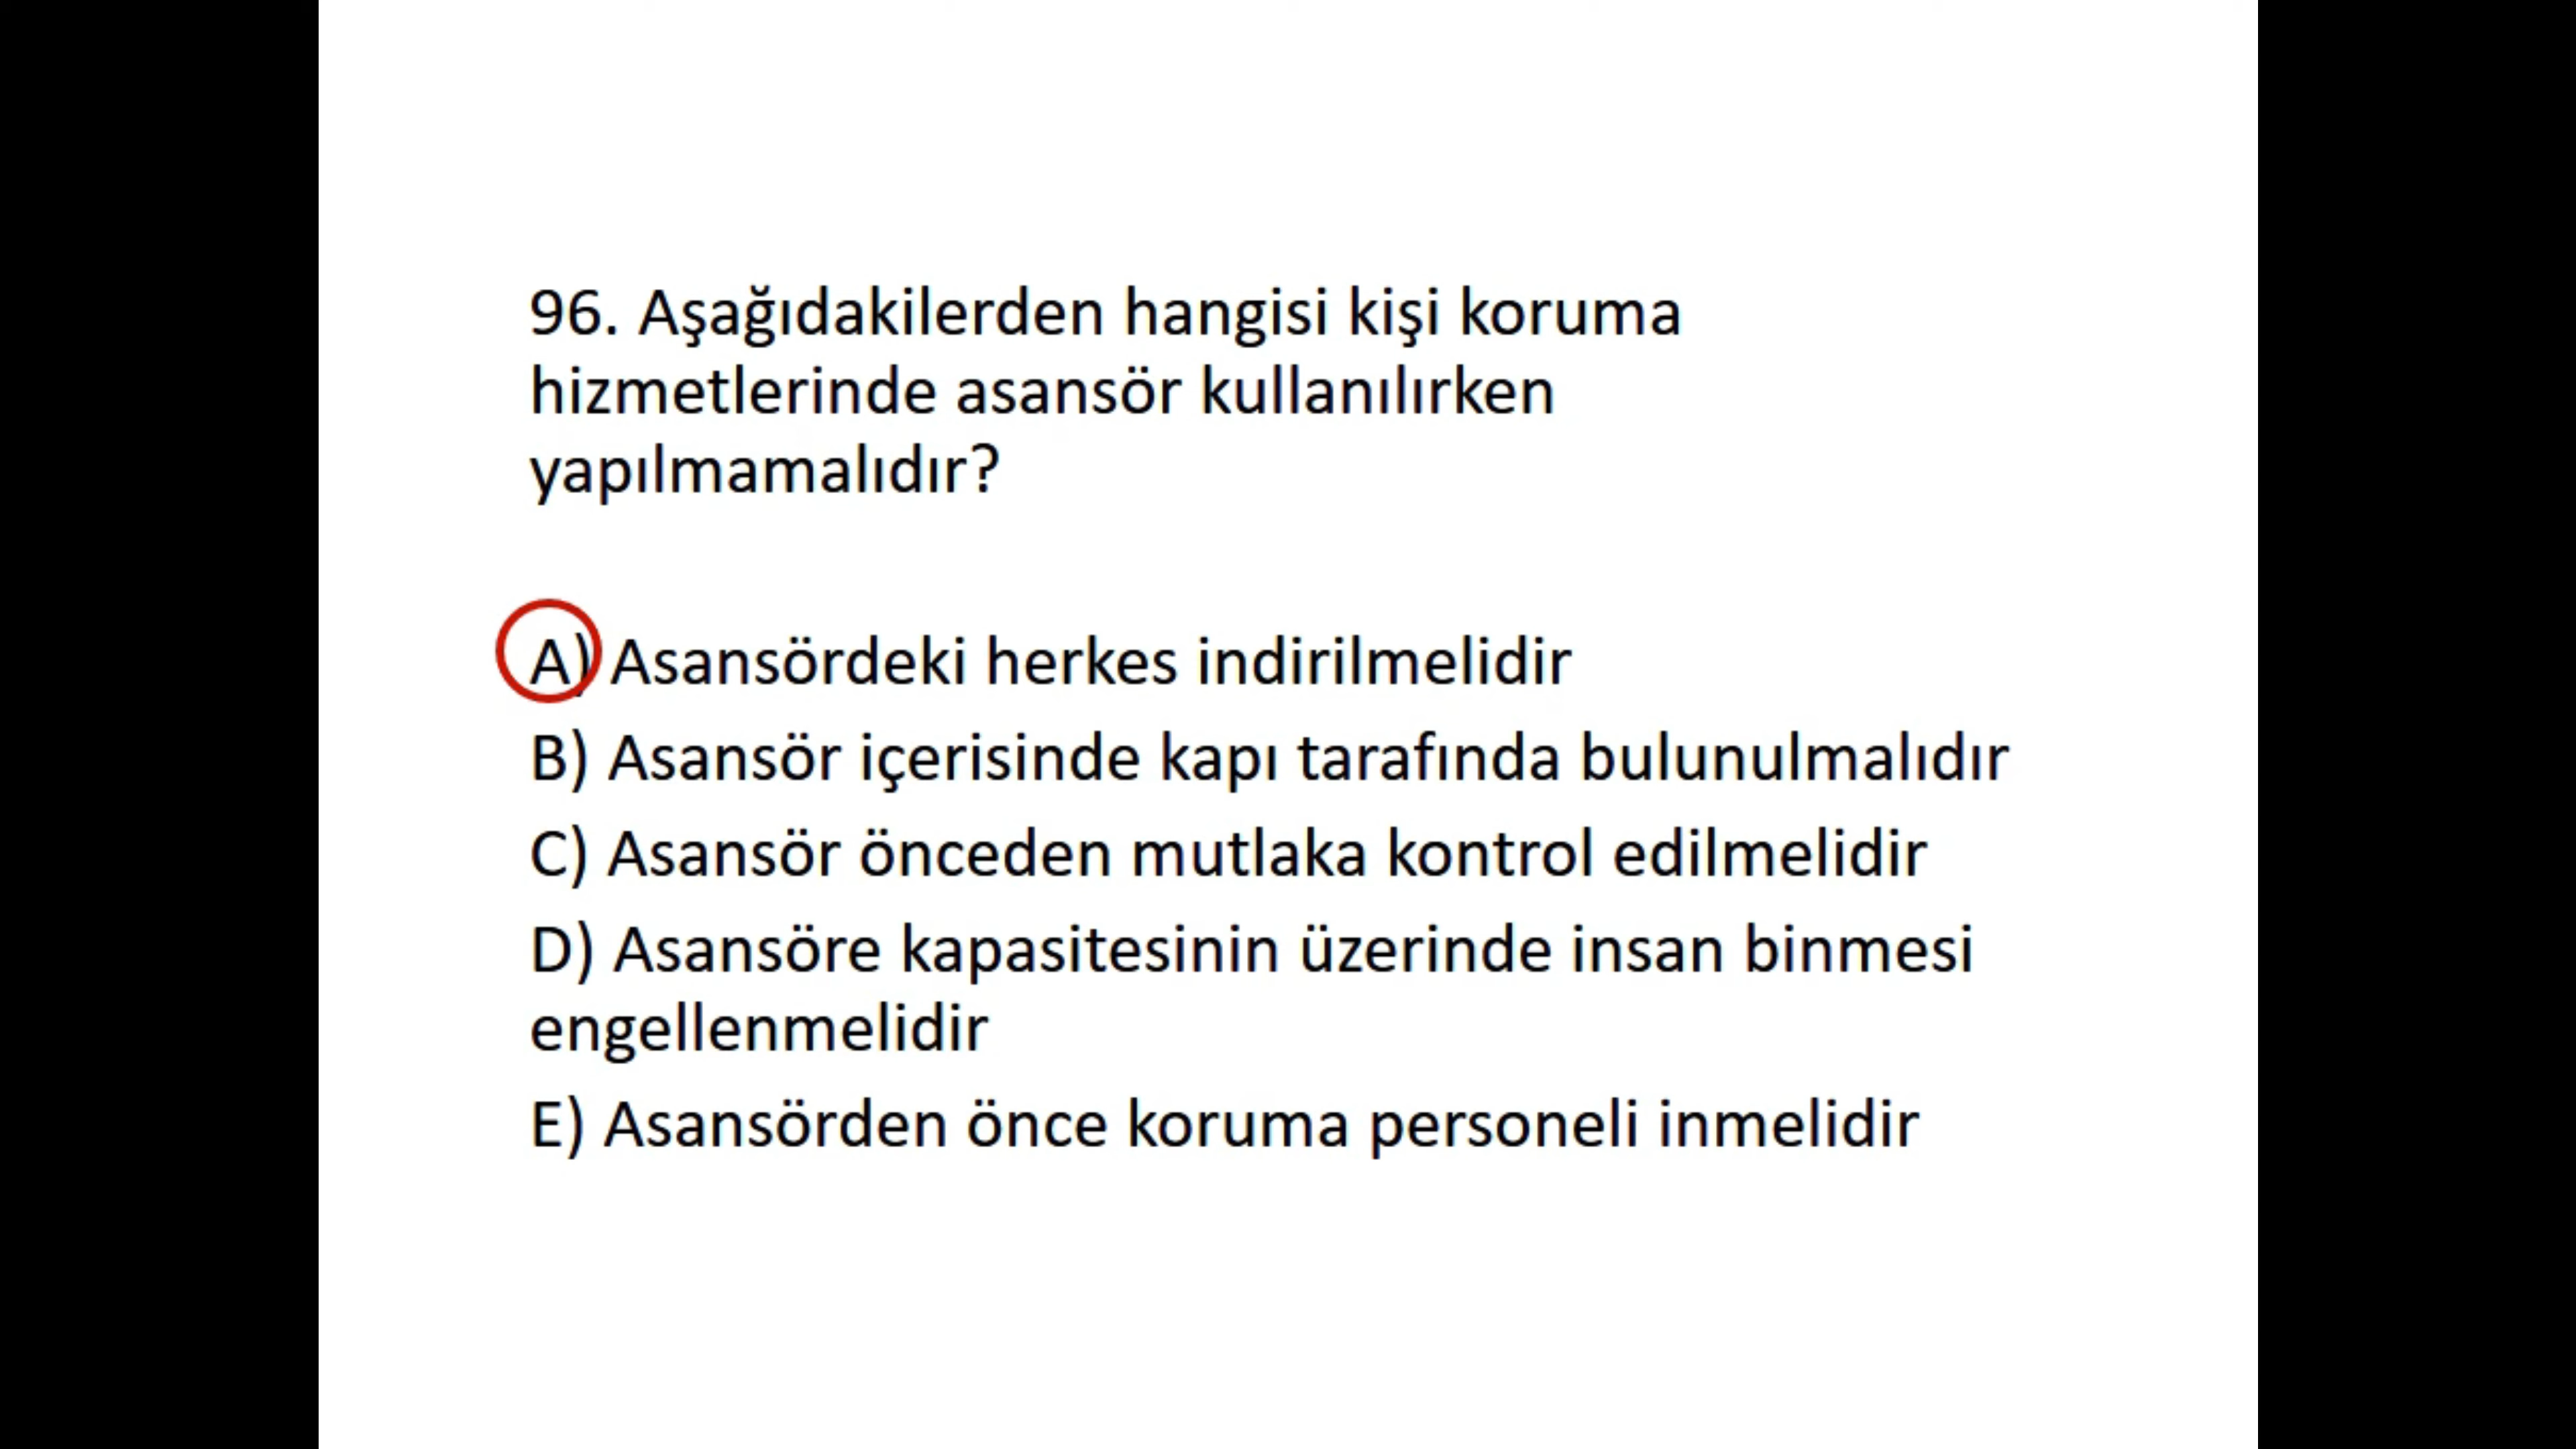 96. Aşağıdakilerden hangisi kişi koruma
hizmetlerinde asansör kullanılırken
yapılmamalıdır?
A) Asansördeki herkes indirilmelidir
B) Asansör içerisinde kapı tarafında bulunulmalıdır
C) Asansör önceden mutlaka kontrol edilmelidir
D) Asansöre kapasitesinin üzerinde insan binmesi
engellenmelidir
E) Asansörden önce koruma personeli inmelidir